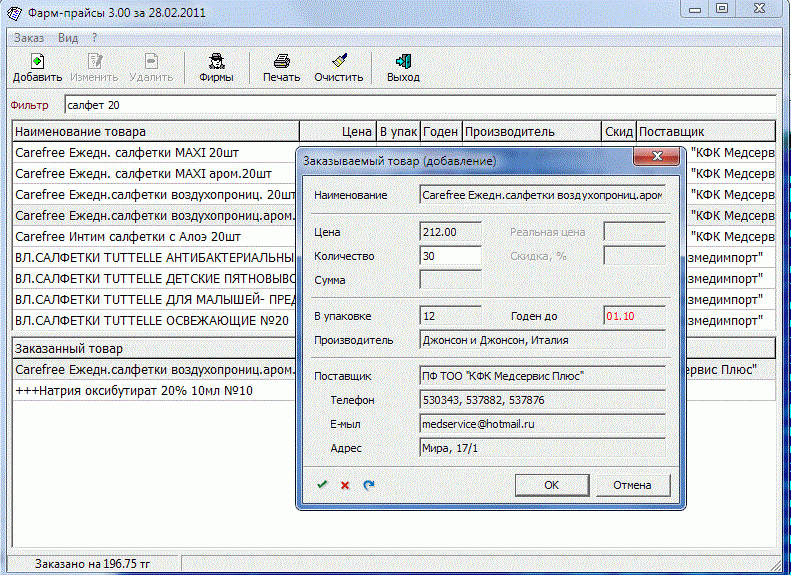 Фарм-прайсы 3.00 за 28.02.2011
Заказ Вид ?
Добавить Изменить Удалить Фирмы Печать Очистить Выход
Фильтр салфет 20
Наименование товара Цена В упак Годен Производитель Скид Поставщик
Carefree Ежедн. салфетки MAXI 20шт "КФК Медсерв
Carefree Ежедн. салфетки MAXI аром.20шт "КФК Медсерв
Carefree Ежедн.салфетки воздухопрониц. 20шт "КФК Медсерв
Carefree Ежедн.салфетки воздухопрониц.аром. "КФК Медсерв
Carefree Интим салфетки с Алоэ 20шт "КФК Медсерв
ВЛ.САЛФЕТКИ TUTTELLE АНТИБАКТЕРИАЛЬНЫ змедимпорт"
ВЛ.САЛФЕТКИ TUTTELLE ДЕТСКИЕ ПЯТНОВЫВО змедимпорт"
ВЛ.САЛФЕТКИ TUTTELLE ДЛЯ МАЛЫШЕЙ- ПРЕД змедимпорт"
ВЛ.САЛФЕТКИ TUTTELLE ОСВЕЖАЮЩИЕ №20 змедимпорт"
Заказанный товар
Carefree Ежедн.салфетки воздухопрониц.аром. сервис Плюс"
+++Натрия оксибутират 20% 10мл №10
Заказано на 196.75 тг
Заказываемый товар (добавление)
Наименование Carefree Ежедн.салфетки воздухопрониц.аром
Цена 212.00 Реальная цена
Количество 30 Скидка, %
Сумма
В упаковке 12 Годен до 01.10
Производитель Джонсон и Джонсон, Италия
Поставщик ПФ ТОО "КФК Медсервис Плюс"
Телефон 530343, 537882, 537876
Е-мыл medservice@hotmail.ru
Адрес Мира, 17/1
OK Отмена